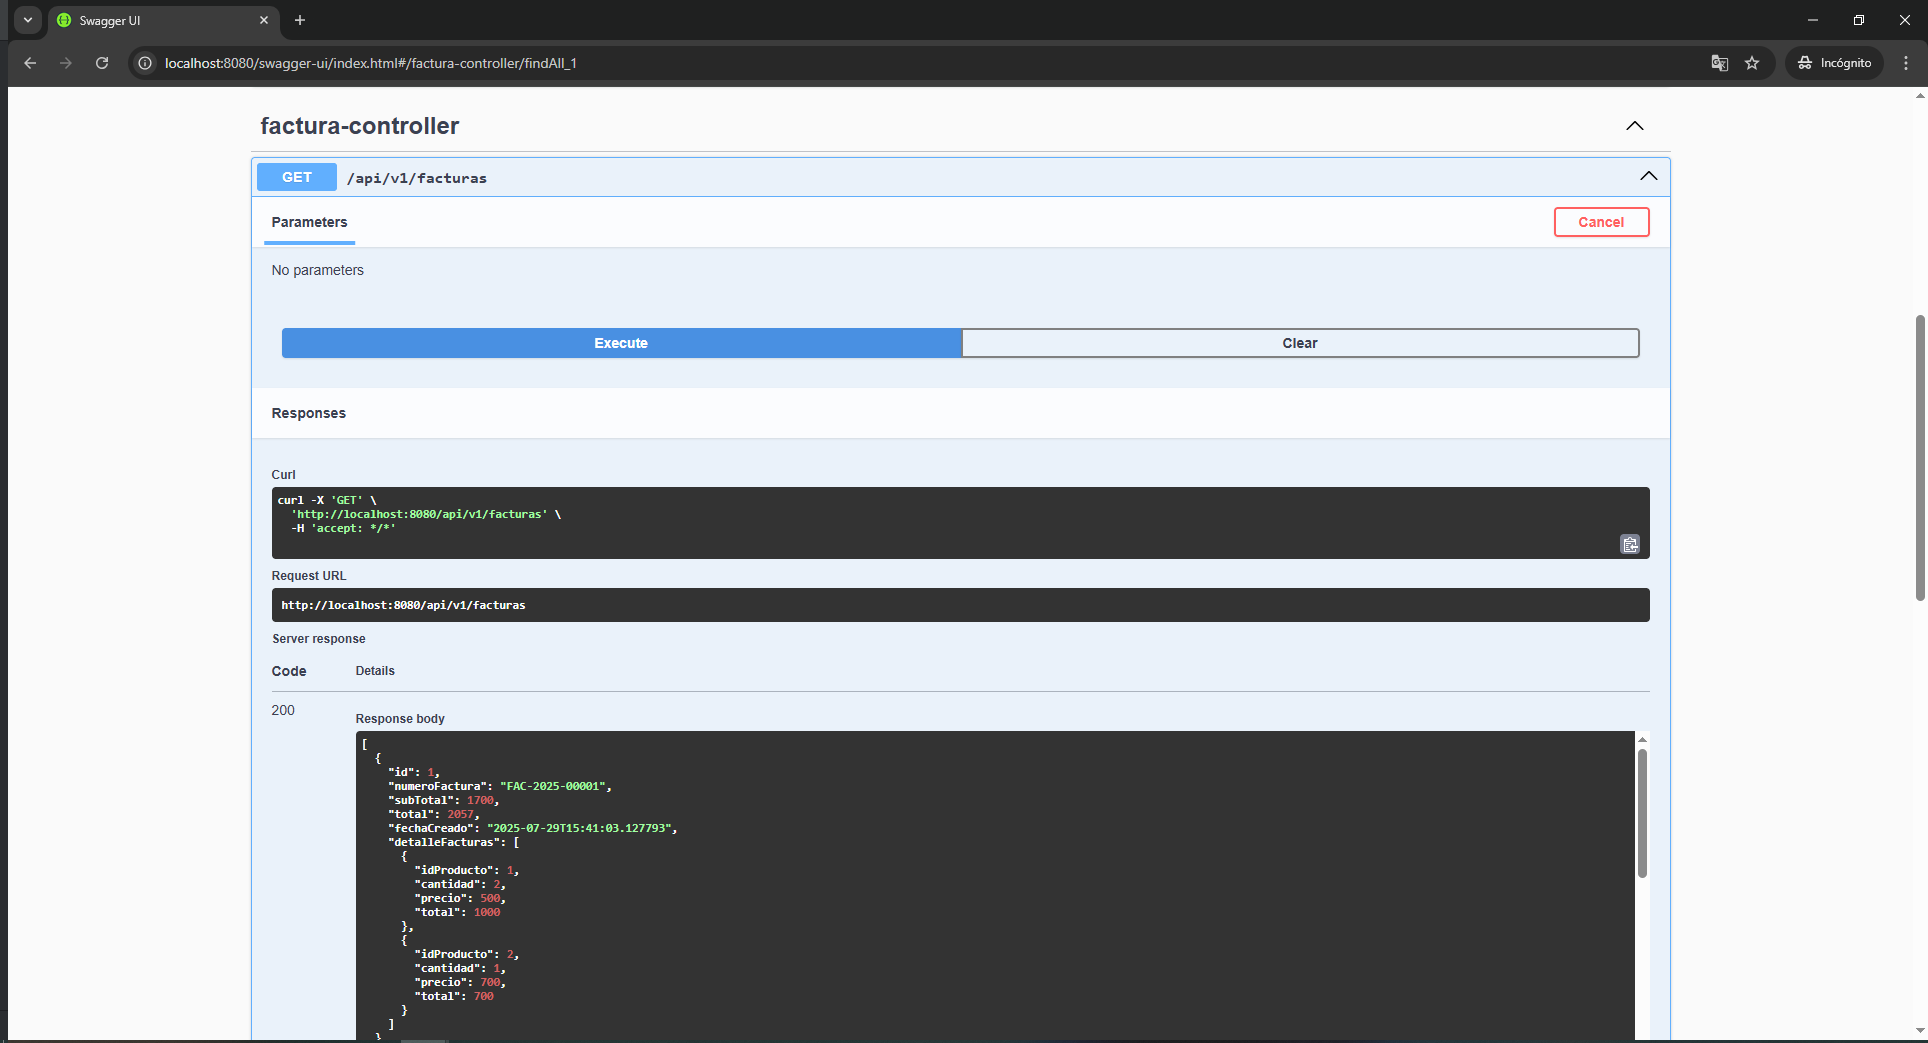 Swagger UI
localhost:8080/swagger-ui/index.html#/factura-controller/findAll_1
Incógnito
factura-controller
GET /api/v1/facturas
Parameters
Cancel
No parameters
Execute
Clear
Responses
Curl
curl -X 'GET' \
'http://localhost:8080/api/v1/facturas' \
-H 'accept: */*'
Request URL
http://localhost:8080/api/v1/facturas
Server response
Code Details
200
Response body
[
{
"id": 1,
"numeroFactura": "FAC-2025-00001",
"subTotal": 1700,
"total": 2057,
"fechaCreado": "2025-07-29T15:41:03.127793",
"detalleFacturas": [
{
"idProducto": 1,
"cantidad": 2,
"precio": 500,
"total": 1000
},
{
"idProducto": 2,
"cantidad": 1,
"precio": 700,
"total": 700
}
]
}